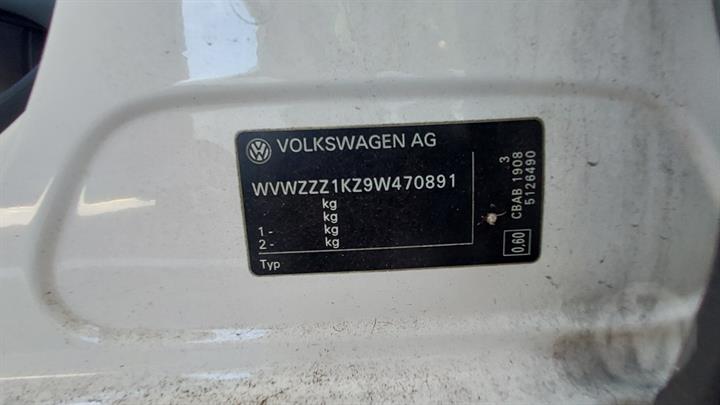 VOLKSWAGEN AG
WVWZZZ1KZ9W470891
kg
kg
1 - kg
2 - kg
Typ
3
CBAB 1908
5126490
0,60